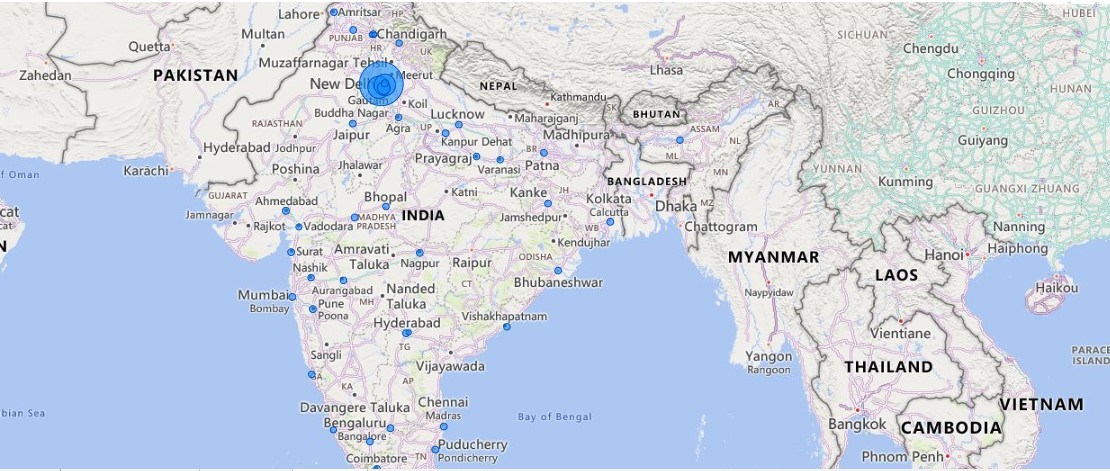 HUBEI
Lahore
Amritsar
HP
SICHUAN
Multan
PUNJAB
Chandigarh
Quetta
HR
UK
Chengdu
Zahedan
PAKISTAN
Muzaffarnagar Tehsil
Lhasa
Chongqing
New Delhi
Meerut
NEPAL
HUNAN
Kathmandu
SK
AR
Buddha Nagar
Koil
Lucknow
Maharajganj
BHUTAN
GUIZHOU
RAJASTHAN
Jaipur
Agra
UP
Madhipura
ASSAM
NL
Guiyang
Hyderabad
Jodhpur
Kanpur Dehat
BR
ML
of Oman
Karāchi
Poshina
Jhalawar
Prayagraj
Varanasi
Patna
MN
YUNNAN
Kunming
GUANGXI ZHUANG
GUJARAT
Ahmedabad
Bhopal
Katni
Kanke
JH
BANGLADESH
cat
Jamnagar
Rajkot
Vadodara
MADHYA
PRADESH
INDIA
Jamshedpur
Kolkata
Calcutta
WB
Dhaka
MZ
Chattogram
Nanning
N
Surat
Amravati
Taluka
Nagpur
Raipur
ODISHA
Kendujhar
MYANMAR
Hanoi
Haiphong
Nashik
Aurangabad
MH
Nanded
Taluka
CT
Bhubaneshwar
LAOS
Haikou
Mumbai
Bombay
Pune
Poona
Naypyidaw
Hyderabad
Vishakhapatnam
Vientiane
Sangli
TG
Vijayawada
Yangon
Rangoon
PARACE
ISLAND
THAILAND
GA
KA
AP
bian Sea
Davangere Taluka
Chennai
Madras
Bay of Bengal
VIETNAM
Bengaluru
Bangalore
TN
Bangkok
CAMBODIA
Puducherry
Pondicherry
Coimbatore
Phnom Penh